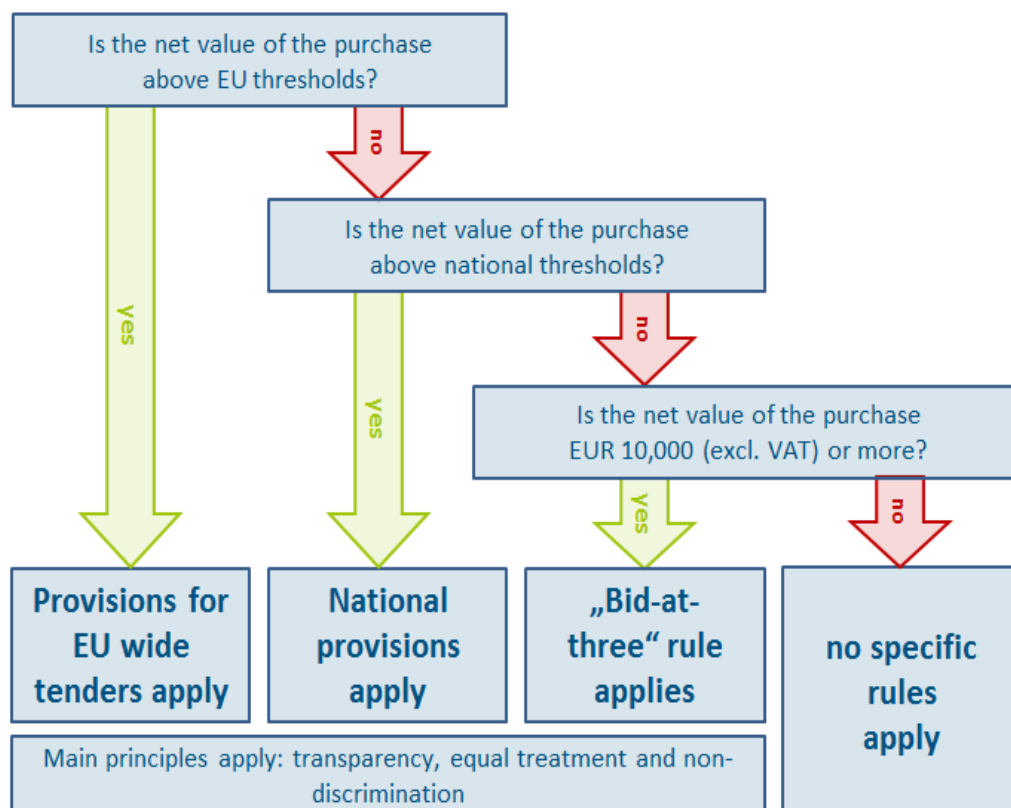 Is the net value of the purchase
above EU thresholds?
no
Is the net value of the purchase
above national thresholds?
yes
no
yes
Is the net value of the purchase
EUR 10,000 (excl. VAT) or more?
yes
no
Provisions for
EU wide
tenders apply
National
provisions
apply
„Bid-at-
three“ rule
applies
no specific
rules
apply
Main principles apply: transparency, equal treatment and non-
discrimination